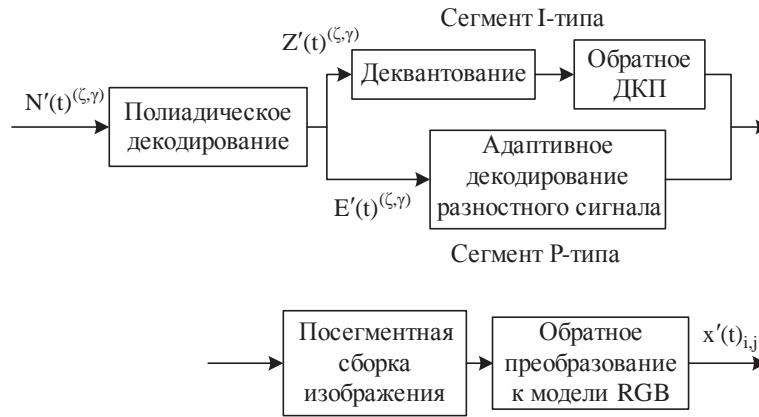 Сегмент I-типа
Z′(t)^(ζ,γ)
Деквантование
Обратное
ДКП
N′(t)^(ζ,γ)
Полиадическое
декодирование
Адаптивное
декодирование
разностного сигнала
E′(t)^(ζ,γ)
Сегмент P-типа
Посегментная
сборка
изображения
Обратное
преобразование
к модели RGB
x′(t)i,j